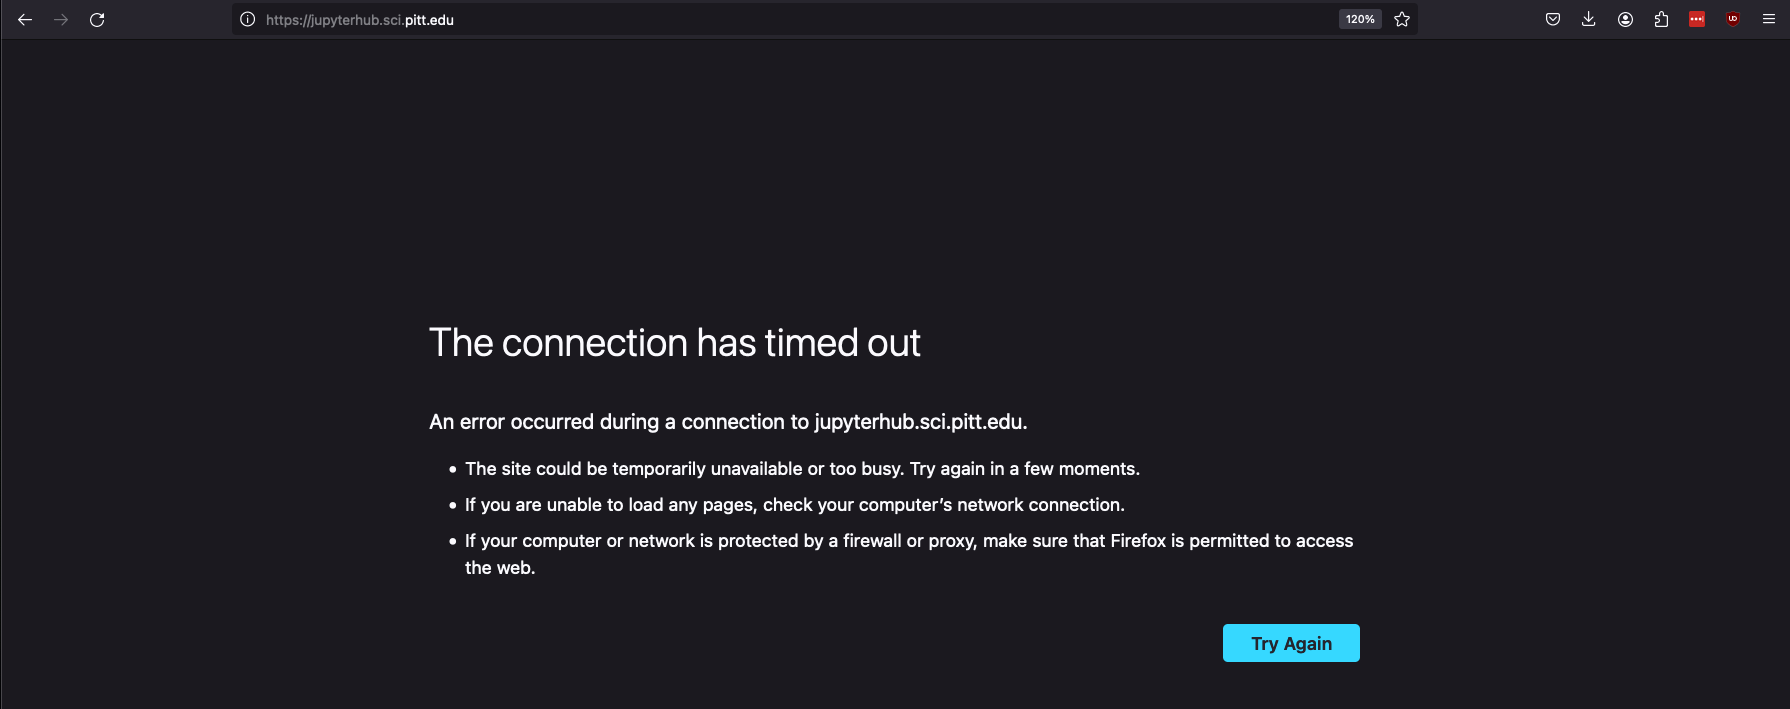 https://jupyterhub.sci.pitt.edu
120%
The connection has timed out
An error occurred during a connection to jupyterhub.sci.pitt.edu.
• The site could be temporarily unavailable or too busy. Try again in a few moments.
• If you are unable to load any pages, check your computer’s network connection.
• If your computer or network is protected by a firewall or proxy, make sure that Firefox is permitted to access
the web.
Try Again